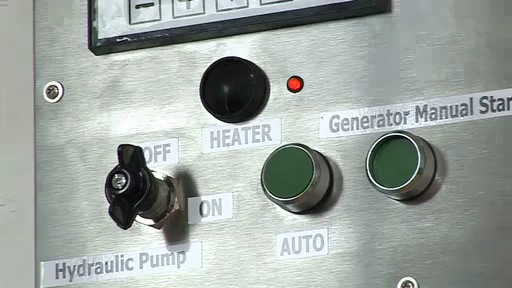 HEATER
Generator Manual Star
OFF
ON
AUTO
Hydraulic Pump